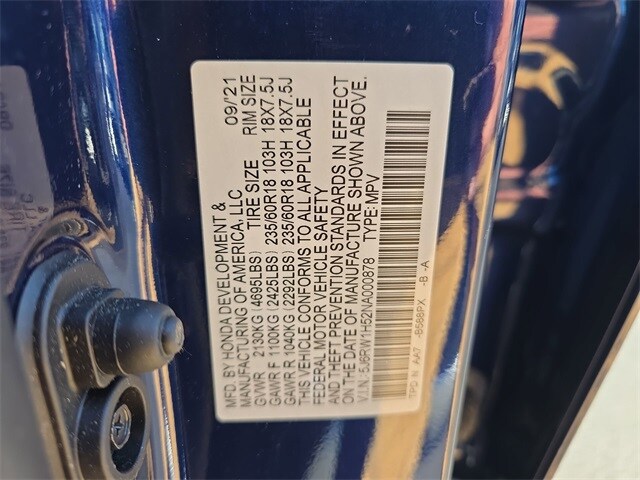 MFD. BY HONDA DEVELOPMENT &
MANUFACTURING OF AMERICA, LLC 09/21
GVWR 2130KG (4695LBS) TIRE SIZE RIM SIZE
GAWR F 1100KG (2425LBS) 235/60R18 103H 18X7.5J
GAWR R 1040KG (2292LBS) 235/60R18 103H 18X7.5J
THIS VEHICLE CONFORMS TO ALL APPLICABLE
FEDERAL MOTOR VEHICLE SAFETY
AND THEFT PREVENTION STANDARDS IN EFFECT
ON THE DATE OF MANUFACTURE SHOWN ABOVE.
V.I.N.: 5J6RW1H52NA000878 TYPE: MPV
-B588PX -B -A